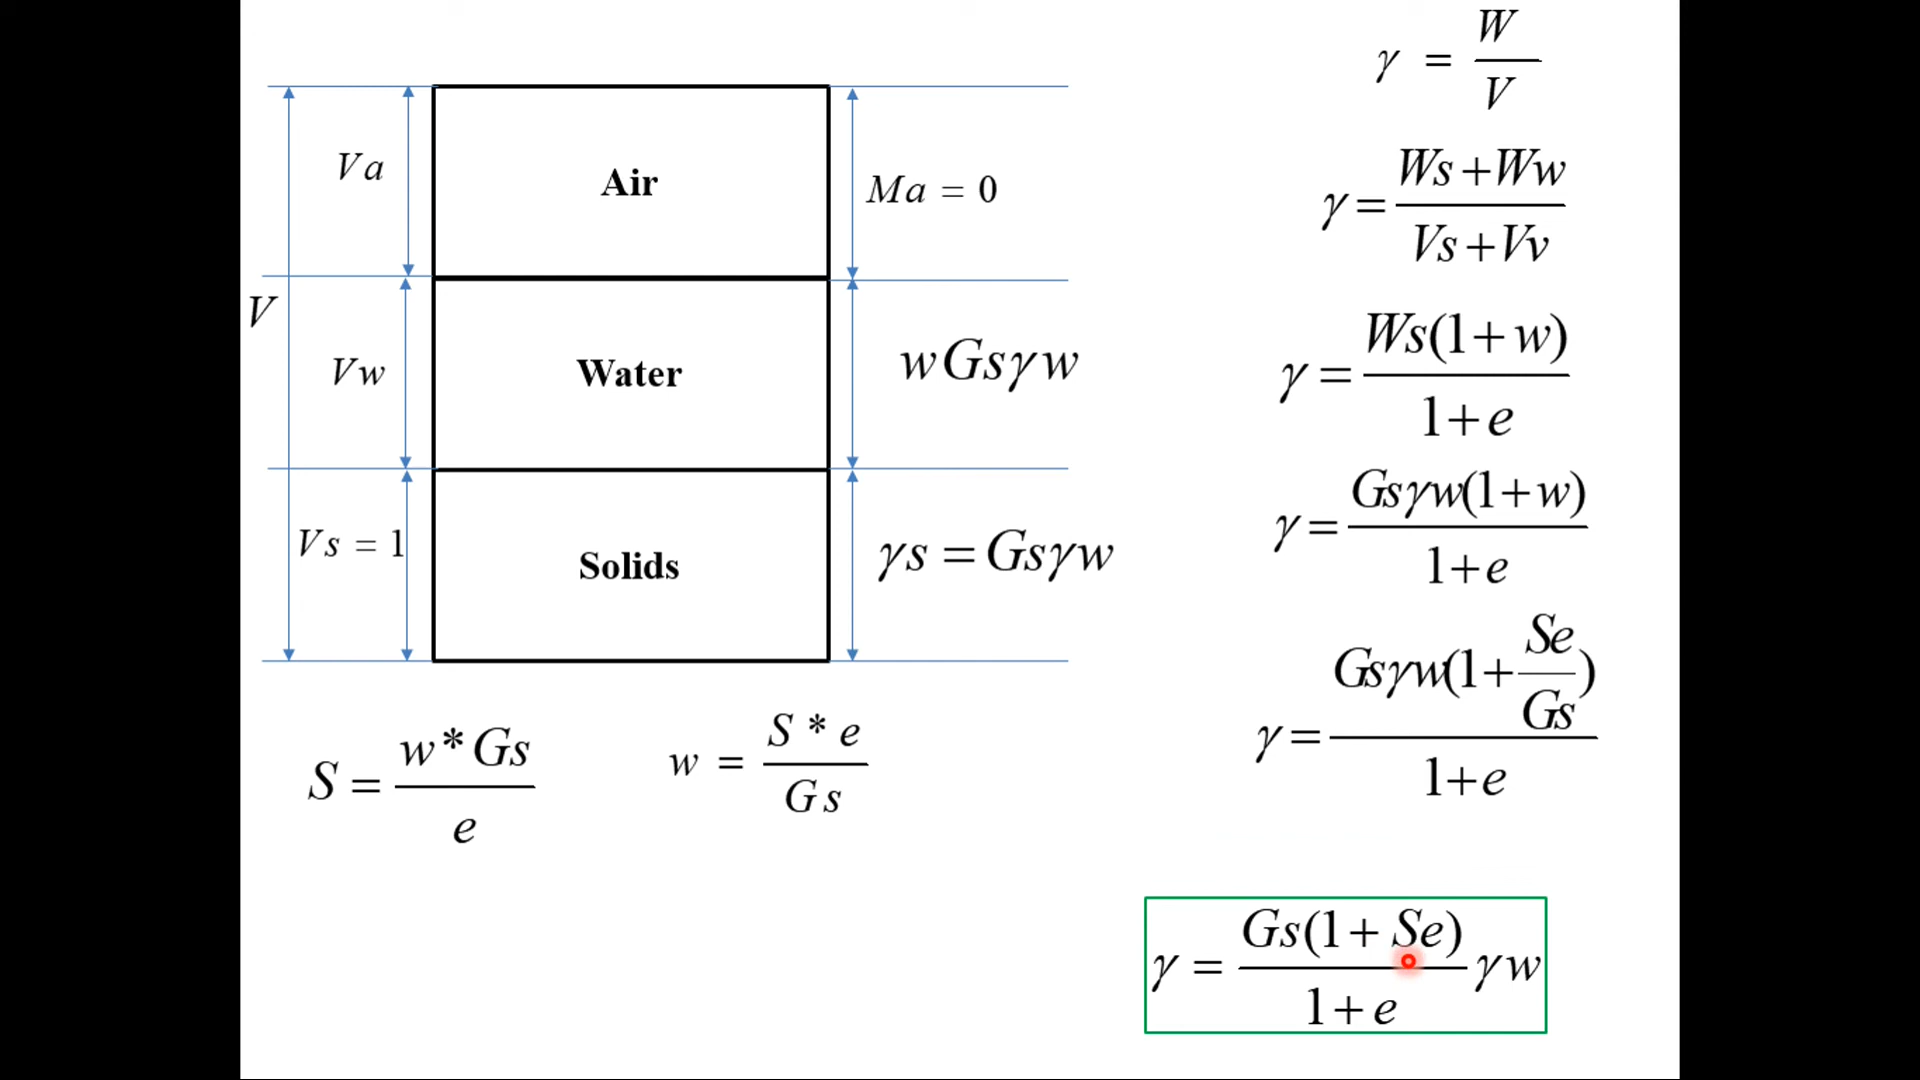 Va
Air
Ma = 0
V
Vw
Water
wGsγw
Vs = 1
Solids
γs = Gsγw
S = w*Gs / e
w = S*e / Gs
γ = W / V
γ = Ws+Ww / Vs+Vv
γ = Ws(1+w) / 1+e
γ = Gsγw(1+w) / 1+e
γ = Gsγw(1+Se/Gs) / 1+e
γ = Gs(1+Se) / 1+e γw